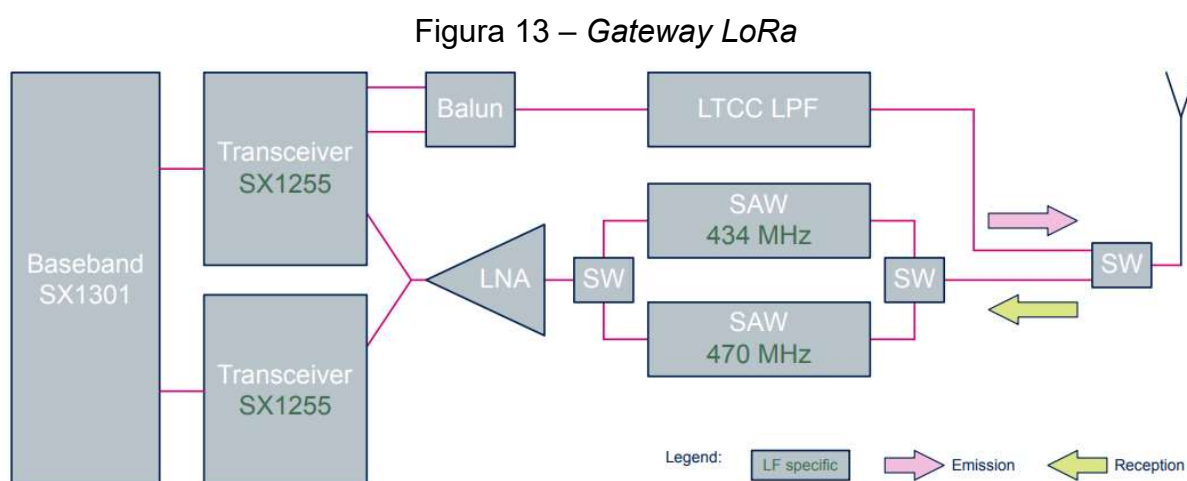 Figura 13 – Gateway LoRa
Baseband
SX1301
Transceiver
SX1255
Transceiver
SX1255
Balun
LTCC LPF
LNA
SW
SAW
434 MHz
SAW
470 MHz
SW
SW
Legend:
LF specific
Emission
Reception